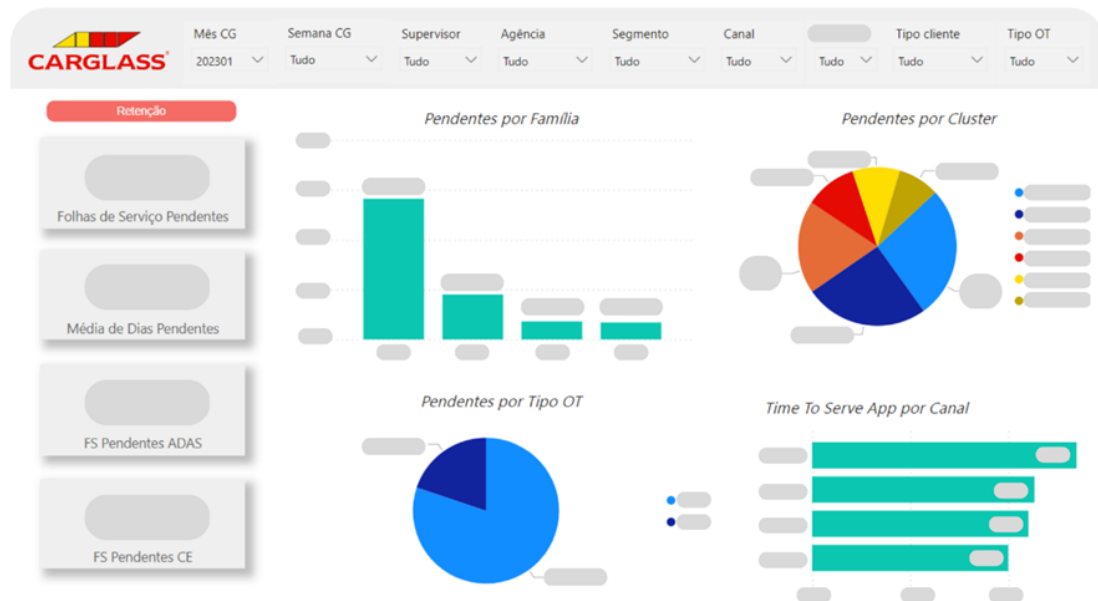 CARGLASS
Mês CG
Semana CG
Supervisor
Agência
Segmento
Canal
Tipo cliente
Tipo OT
202301
Tudo
Tudo
Tudo
Tudo
Tudo
Tudo
Tudo
Tudo
Retenção
Folhas de Serviço Pendentes
Média de Dias Pendentes
FS Pendentes ADAS
FS Pendentes CE
Pendentes por Família
Pendentes por Cluster
Pendentes por Tipo OT
Time To Serve App por Canal